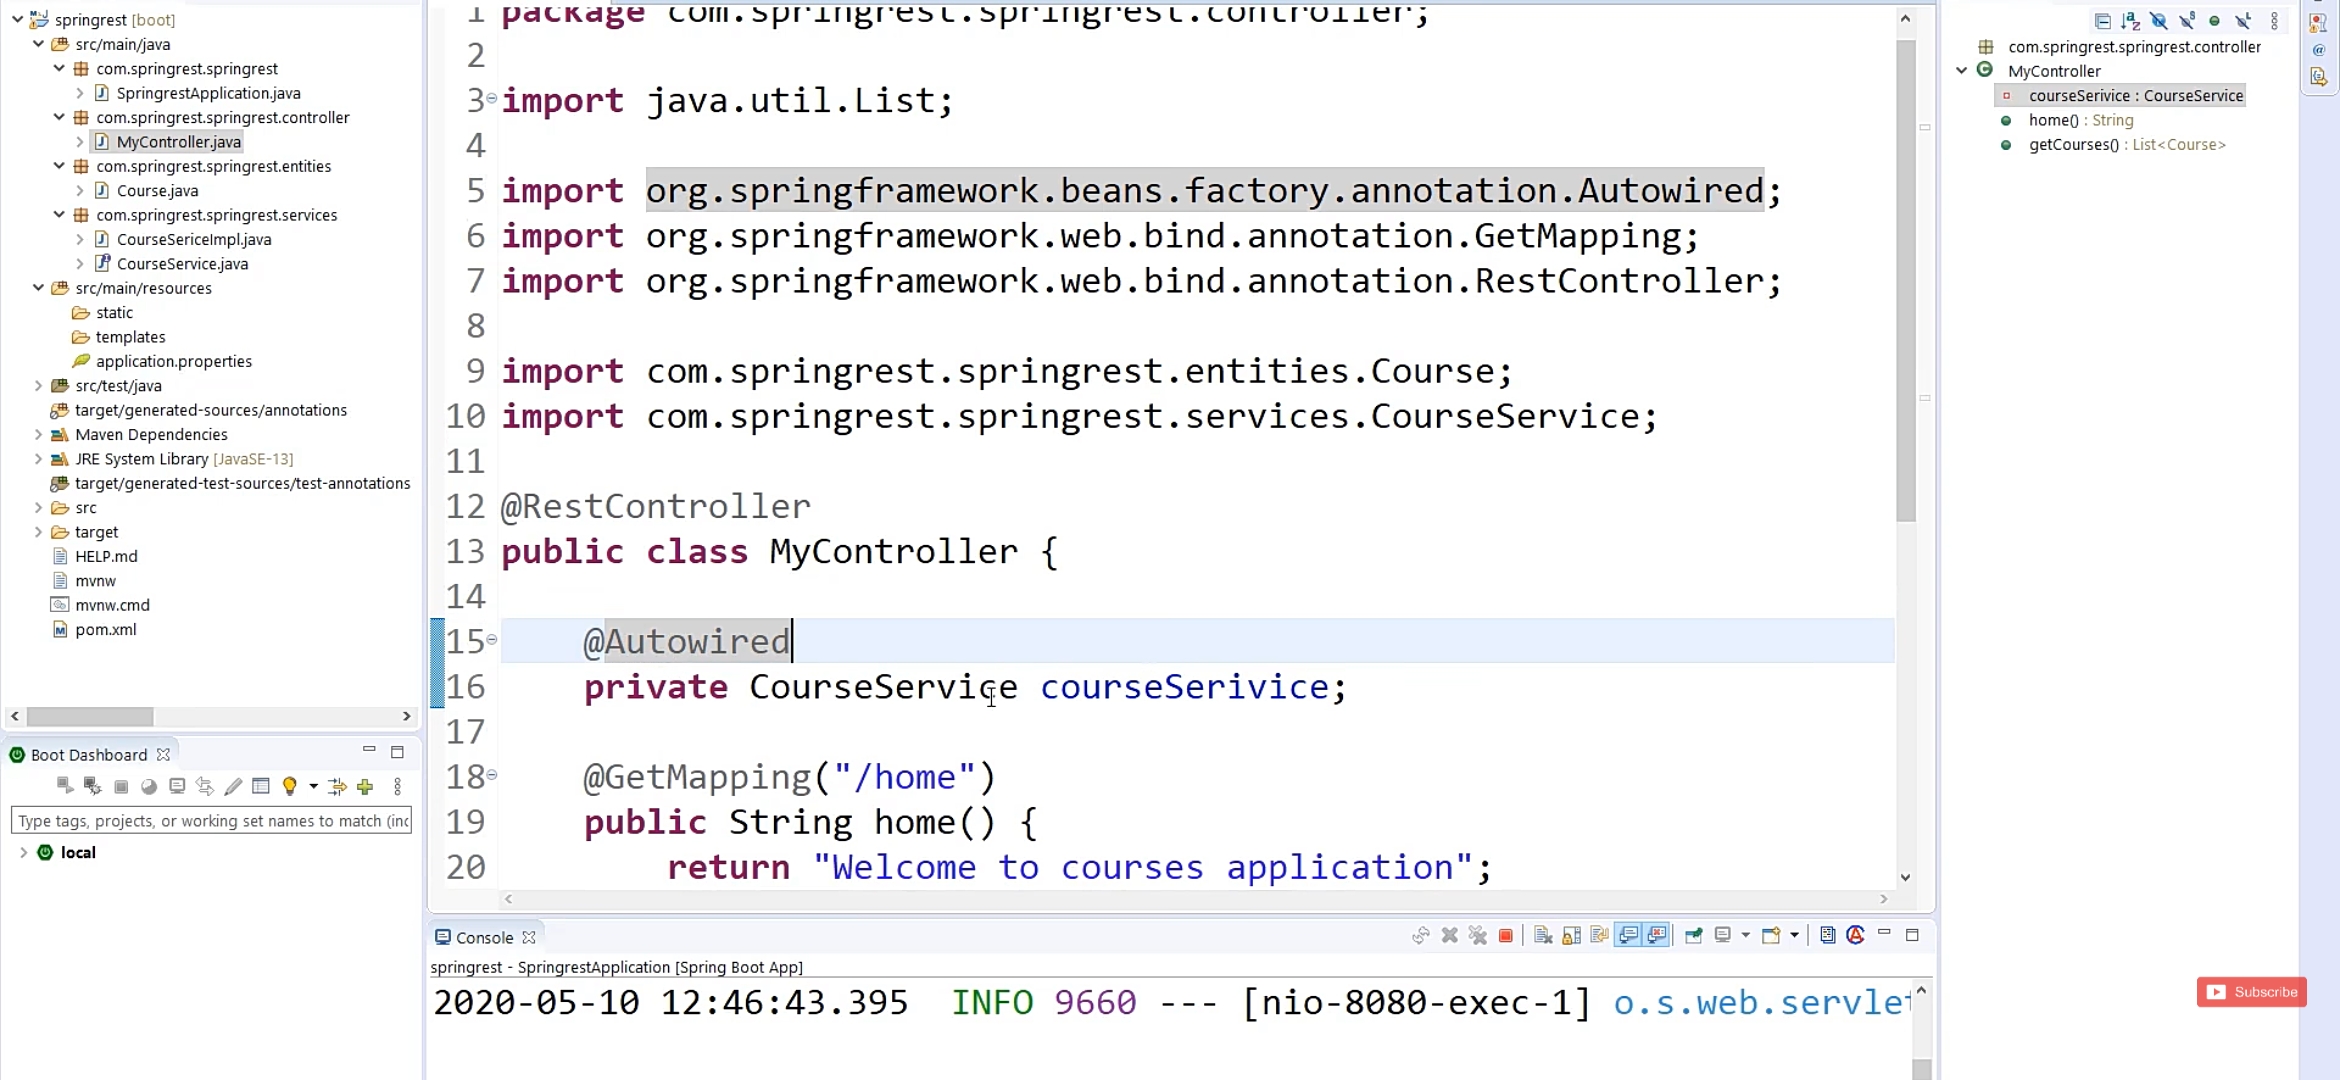 springrest [boot]
src/main/java
com.springrest.springrest
SpringrestApplication.java
com.springrest.springrest.controller
MyController.java
com.springrest.springrest.entities
Course.java
com.springrest.springrest.services
CourseSericeImpl.java
CourseService.java
src/main/resources
static
templates
application.properties
src/test/java
target/generated-sources/annotations
Maven Dependencies
JRE System Library [JavaSE-13]
target/generated-test-sources/test-annotations
src
target
HELP.md
mvnw
mvnw.cmd
pom.xml
Boot Dashboard
Type tags, projects, or working set names to match (inc
local
1 package com.springrest.springrest.controller;
2
3 import java.util.List;
4
5 import org.springframework.beans.factory.annotation.Autowired;
6 import org.springframework.web.bind.annotation.GetMapping;
7 import org.springframework.web.bind.annotation.RestController;
8
9 import com.springrest.springrest.entities.Course;
10 import com.springrest.springrest.services.CourseService;
11
12 @RestController
13 public class MyController {
14
15 @Autowired
16 private CourseService courseSerivice;
17
18 @GetMapping("/home")
19 public String home() {
20 return "Welcome to courses application";
Console
springrest - SpringrestApplication [Spring Boot App]
2020-05-10 12:46:43.395 INFO 9660 --- [nio-8080-exec-1] o.s.web.servlet
com.springrest.springrest.controller
MyController
courseSerivice : CourseService
home() : String
getCourses() : List<Course>
Subscribe